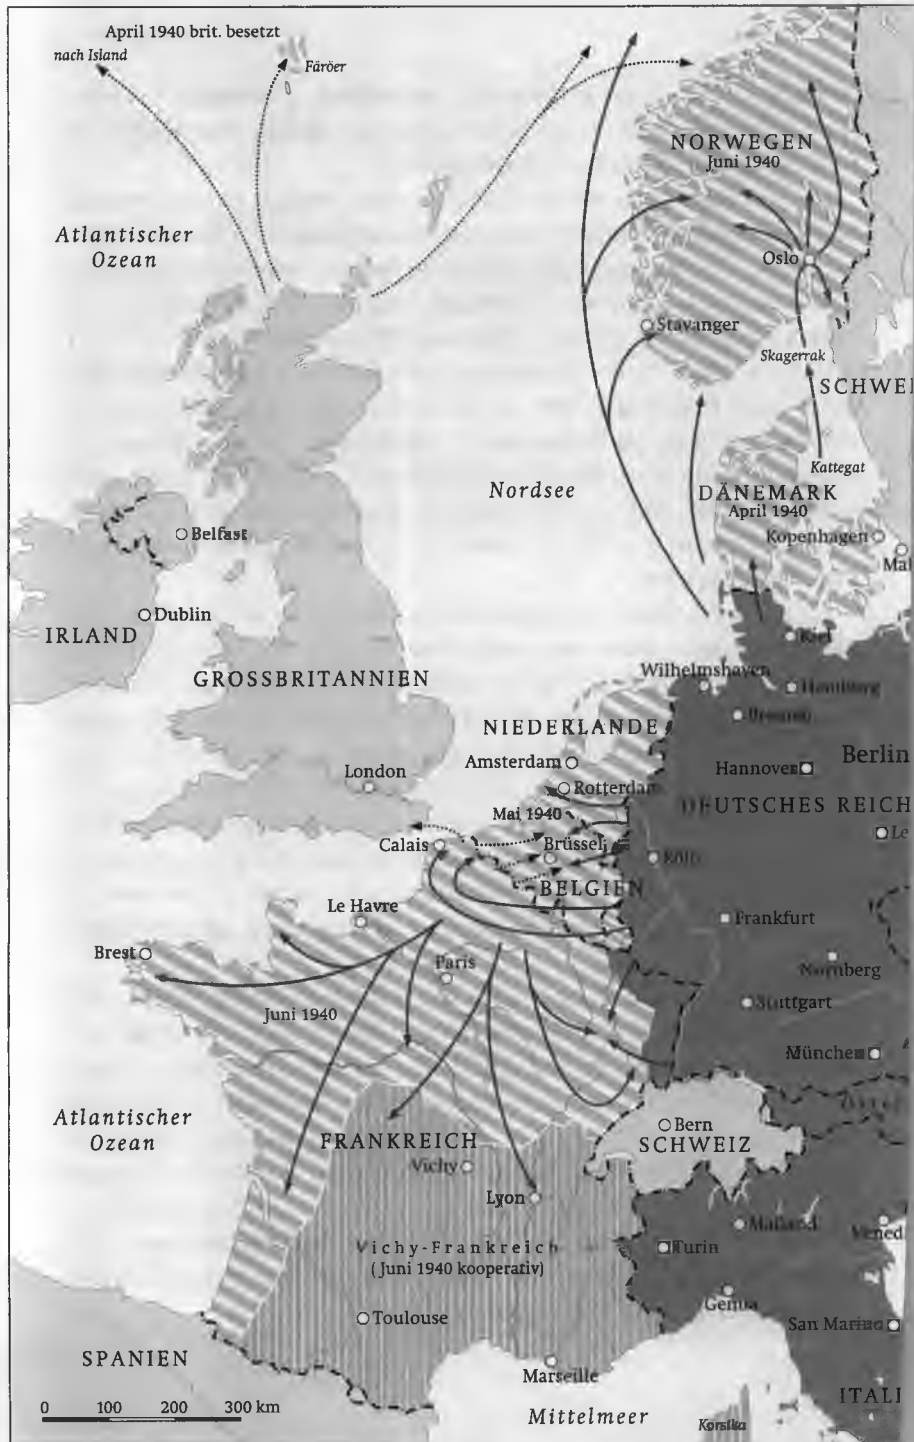 April 1940 brit. besetzt
nach Island
Färöer
NORWEGEN
Juni 1940
Atlantischer
Ozean
Oslo
Stavanger
Skagerrak
SCHWE
Kattegat
Nordsee
DÄNEMARK
April 1940
Kopenhagen
Mal
Belfast
Dublin
IRLAND
Kiel
GROSSBRITANNIEN
Wilhelmshaven
Hamburg
Bremen
NIEDERLANDE
Amsterdam
Berlin
Hannover
London
Rotterdam
DEUTSCHES REICH
Mai 1940
Calais
Brüssel
Köln
Le
BELGIEN
Le Havre
Frankfurt
Brest
Paris
Nürnberg
Juni 1940
Stuttgart
München
Atlantischer
Ozean
Bern
FRANKREICH
SCHWEIZ
Vichy
Lyon
Mailand
Vened
Vichy-Frankreich
(Juni 1940 kooperativ)
Turin
Genua
Toulouse
San Marino
SPANIEN
Marseille
ITALI
0 100 200 300 km
Mittelmeer
Korsika